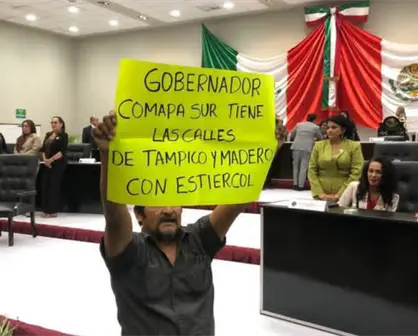 GOBERNADOR
COMAPA SUR TIENE
LAS CALLES
DE TAMPICO Y MADERO
CON ESTIERCOL